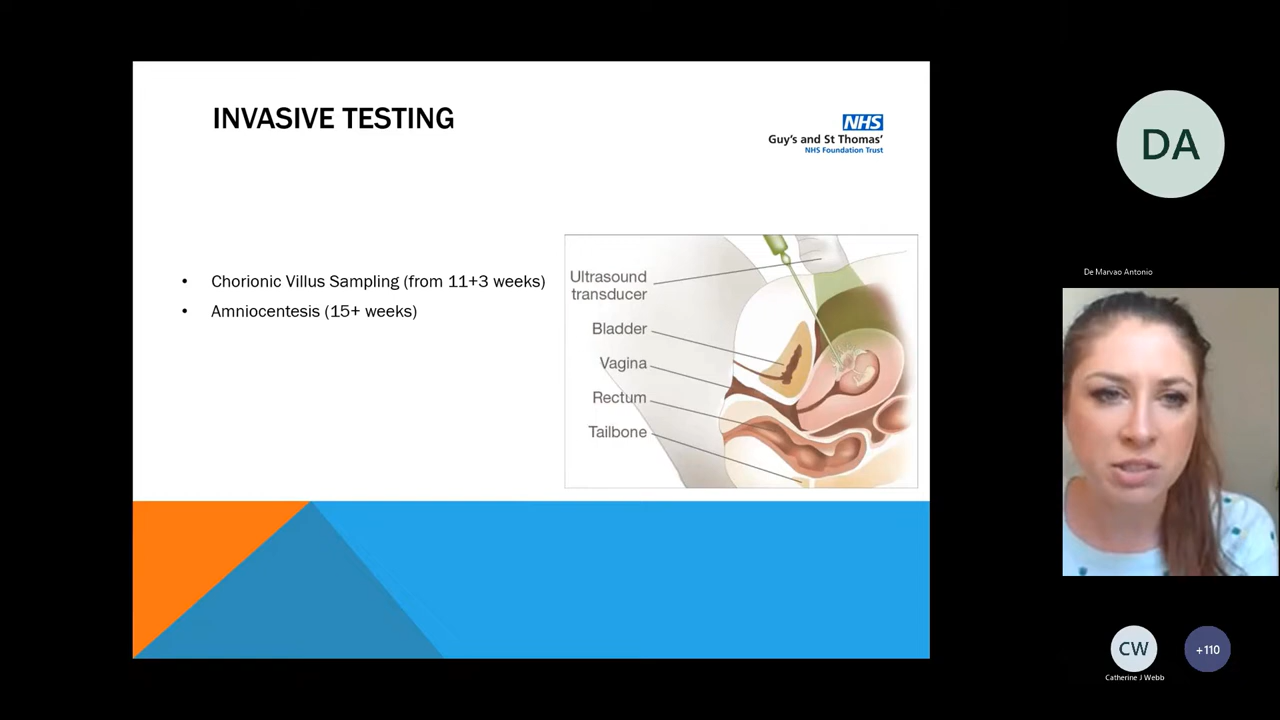 INVASIVE TESTING
NHS
Guy's and St Thomas'
NHS Foundation Trust
• Chorionic Villus Sampling (from 11+3 weeks)
• Amniocentesis (15+ weeks)
Ultrasound
transducer
Bladder
Vagina
Rectum
Tailbone
DA
De Marvao Antonio
CW
+110
Catherine J Webb